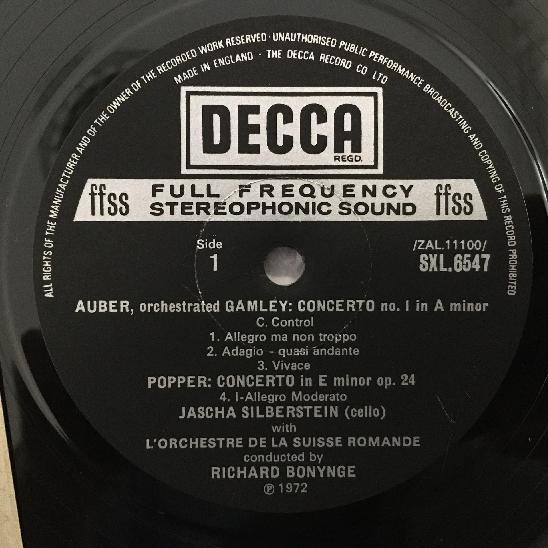 ALL RIGHTS OF THE MANUFACTURER AND OF THE OWNER OF THE RECORDED WORK RESERVED · UNAUTHORISED PUBLIC PERFORMANCE BROADCASTING AND COPYING OF THIS RECORD PROHIBITED
MADE IN ENGLAND · THE DECCA RECORD CO LTD
DECCA
REGD.
ffss FULL FREQUENCY STEREOPHONIC SOUND ffss
Side
1
/ZAL.11100/
SXL.6547
AUBER, orchestrated GAMLEY: CONCERTO no. 1 in A minor
C. Control
1. Allegro ma non troppo
2. Adagio - quasi andante
3. Vivace
POPPER: CONCERTO in E minor op. 24
4. I-Allegro Moderato
JASCHA SILBERSTEIN (cello)
with
L'ORCHESTRE DE LA SUISSE ROMANDE
conducted by
RICHARD BONYNGE
℗ 1972